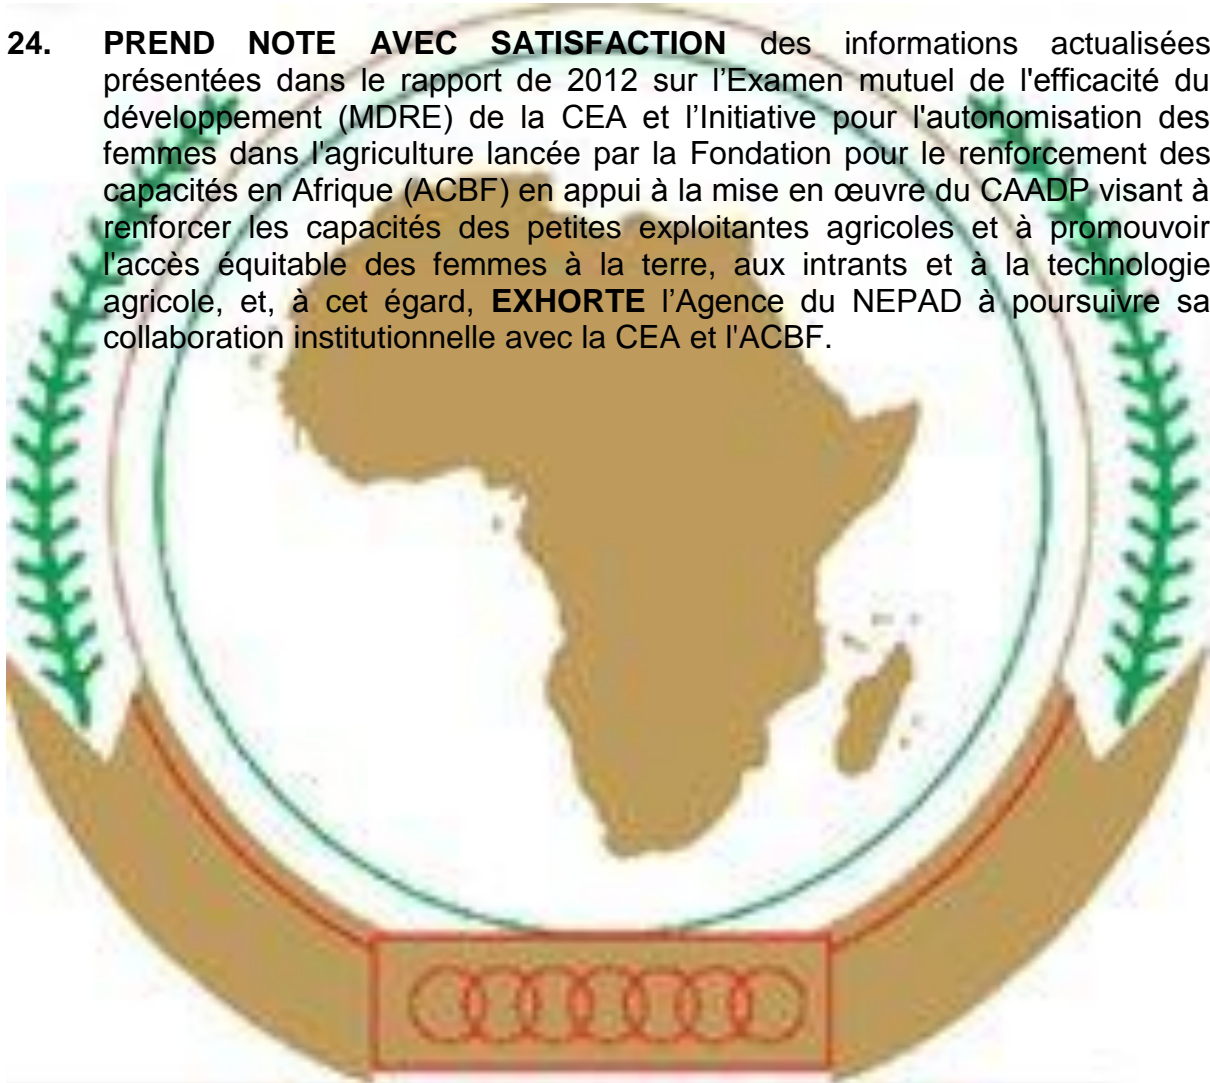 24. PREND NOTE AVEC SATISFACTION des informations actualisées
présentées dans le rapport de 2012 sur l’Examen mutuel de l'efficacité du
développement (MDRE) de la CEA et l’Initiative pour l'autonomisation des
femmes dans l'agriculture lancée par la Fondation pour le renforcement des
capacités en Afrique (ACBF) en appui à la mise en œuvre du CAADP visant à
renforcer les capacités des petites exploitantes agricoles et à promouvoir
l'accès équitable des femmes à la terre, aux intrants et à la technologie
agricole, et, à cet égard, EXHORTE l’Agence du NEPAD à poursuivre sa
collaboration institutionnelle avec la CEA et l'ACBF.